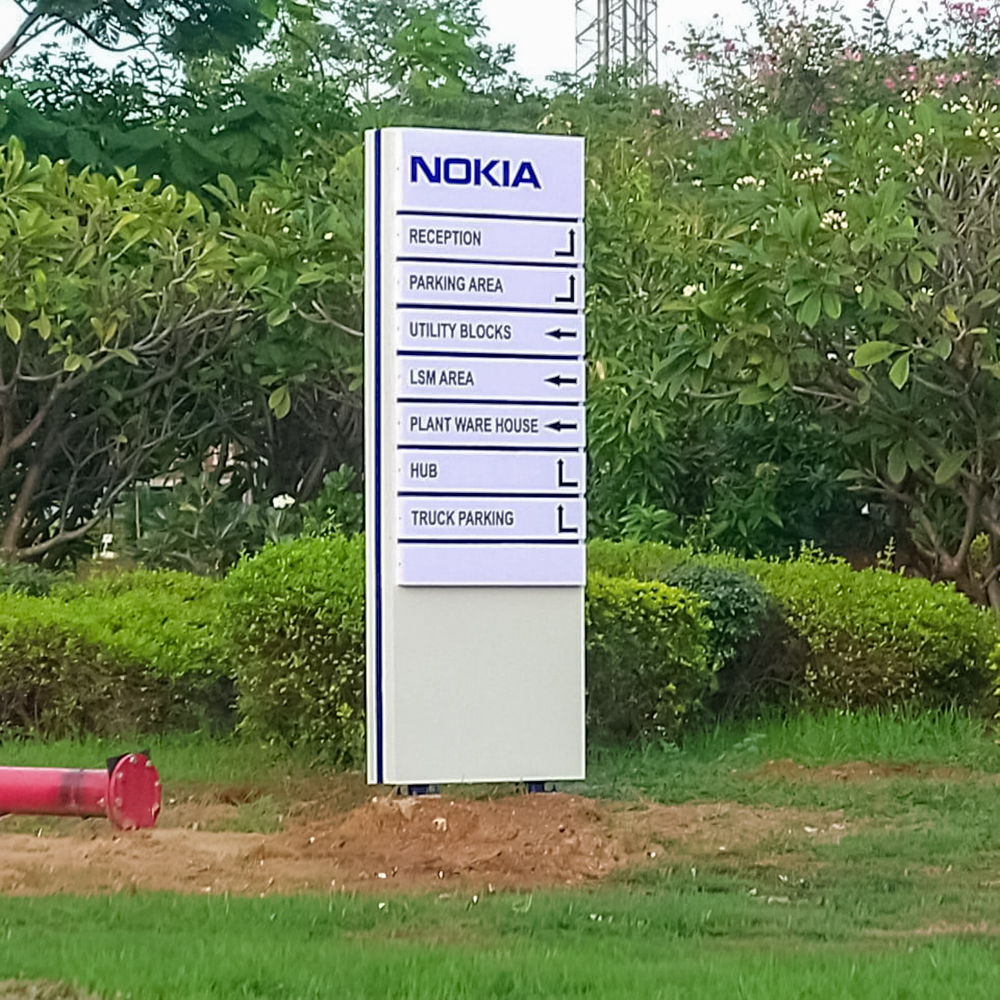 NOKIA
RECEPTION
PARKING AREA
UTILITY BLOCKS
LSM AREA
PLANT WARE HOUSE
HUB
TRUCK PARKING